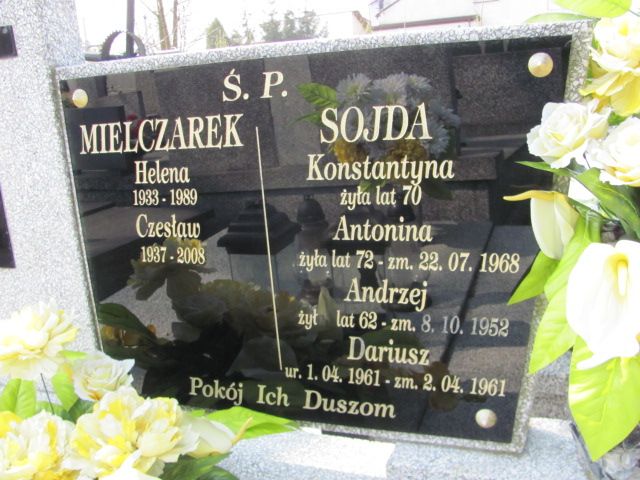 Ś. P.
MIELCZAREK
Helena
1933 - 1989
Czesław
1937 - 2008
SOJDA
Konstantyna
żyła lat 70
Antonina
żyła lat 72 - zm. 22. 07. 1968
Andrzej
żył lat 62 - zm. 8. 10. 1952
Dariusz
ur. 1. 04. 1961 - zm. 2. 04. 1961
Pokój Ich Duszom